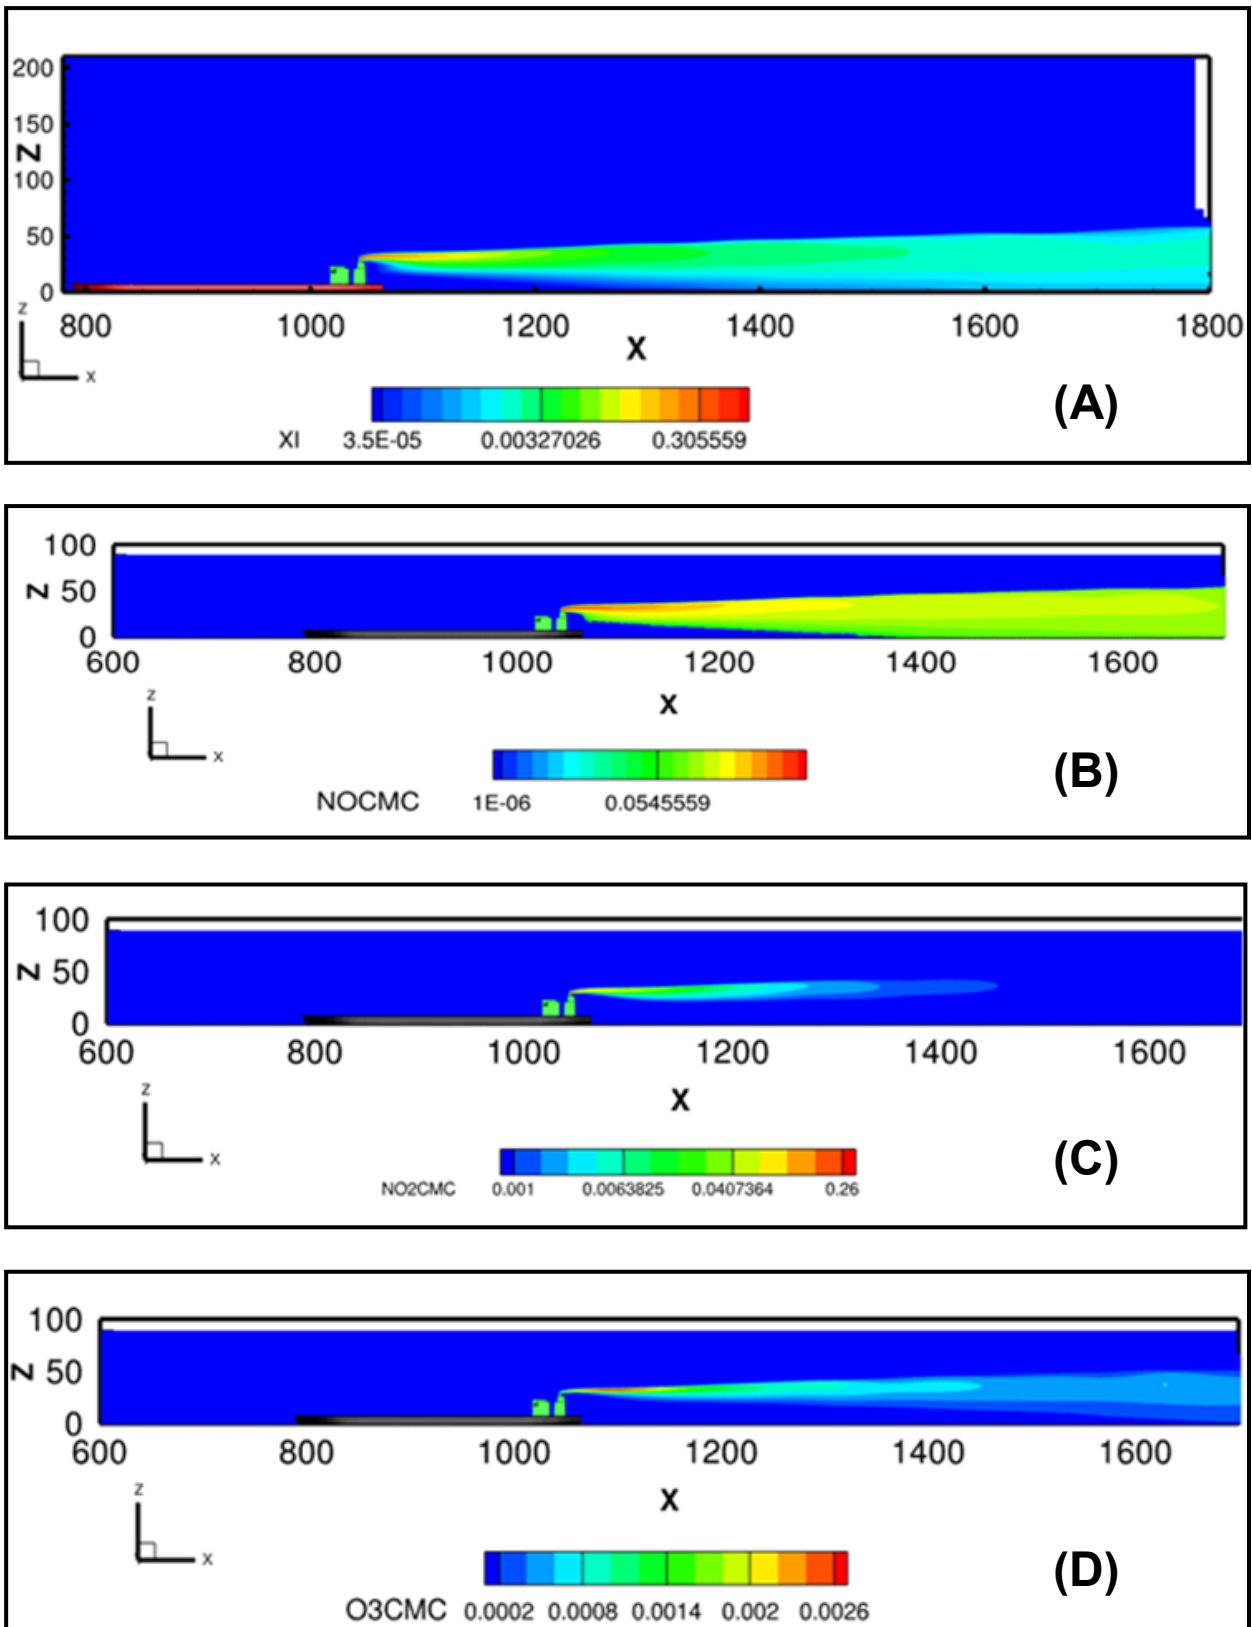 200
150
Z
100
50
0
800 1000 1200 1400 1600 1800
X
z
x
XI 3.5E-05 0.00327026 0.305559
(A)
100
Z 50
0
600 800 1000 1200 1400 1600
X
z
x
NOCMC 1E-06 0.0545559
(B)
100
Z 50
0
600 800 1000 1200 1400 1600
X
z
x
NO2CMC 0.001 0.0063825 0.0407364 0.26
(C)
100
Z 50
0
600 800 1000 1200 1400 1600
X
z
x
O3CMC 0.0002 0.0008 0.0014 0.002 0.0026
(D)